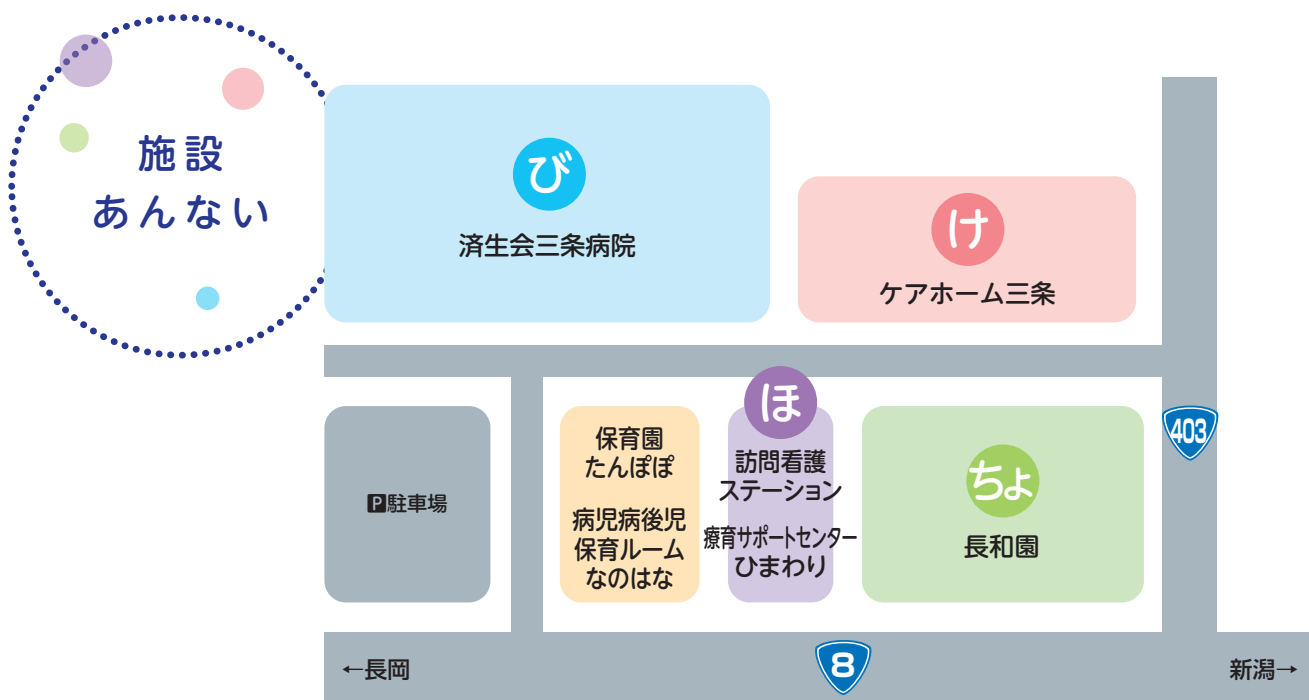 施設
あんない
び
済生会三条病院
け
ケアホーム三条
P駐車場
保育園
たんぽぽ
病児病後児
保育ルーム
なのはな
ほ
訪問看護
ステーション
療育サポートセンター
ひまわり
ちょ
長和園
403
←長岡
8
新潟→